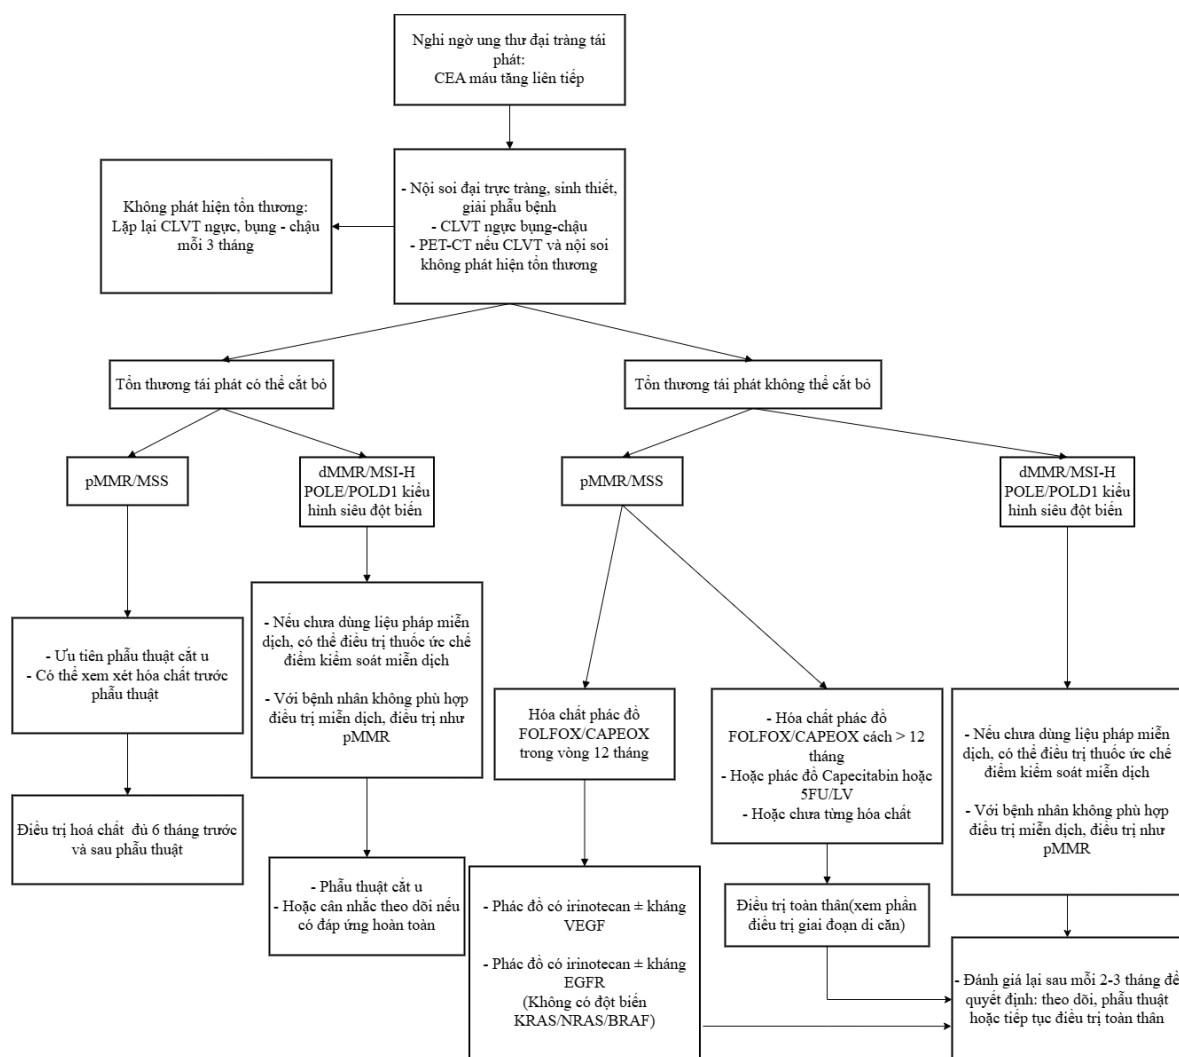 Nghi ngờ ung thư đại tràng tái
phát:
CEA máu tăng liên tiếp
Không phát hiện tổn thương:
Lặp lại CLVT ngực, bụng - chậu
mỗi 3 tháng
- Nội soi đại trực tràng, sinh thiết,
giải phẫu bệnh
- CLVT ngực bụng-chậu
- PET-CT nếu CLVT và nội soi
không phát hiện tổn thương
Tổn thương tái phát có thể cắt bỏ
Tổn thương tái phát không thể cắt bỏ
pMMR/MSS
dMMR/MSI-H
POLE/POLD1 kiểu
hình siêu đột biến
pMMR/MSS
dMMR/MSI-H
POLE/POLD1 kiểu
hình siêu đột biến
- Ưu tiên phẫu thuật cắt u
- Có thể xem xét hóa chất trước
phẫu thuật
- Nếu chưa dùng liệu pháp miễn
dịch, có thể điều trị thuốc ức chế
điểm kiểm soát miễn dịch
- Với bệnh nhân không phù hợp
điều trị miễn dịch, điều trị như
pMMR
Hóa chất phác đồ
FOLFOX/CAPEOX
trong vòng 12 tháng
- Hóa chất phác đồ
FOLFOX/CAPEOX cách > 12
tháng
- Hoặc phác đồ Capecitabin hoặc
5FU/LV
- Hoặc chưa từng hóa chất
- Nếu chưa dùng liệu pháp miễn
dịch, có thể điều trị thuốc ức chế
điểm kiểm soát miễn dịch
- Với bệnh nhân không phù hợp
điều trị miễn dịch, điều trị như
pMMR
Điều trị hoá chất đủ 6 tháng trước
và sau phẫu thuật
- Phẫu thuật cắt u
- Hoặc cân nhắc theo dõi nếu
có đáp ứng hoàn toàn
- Phác đồ có irinotecan ± kháng
VEGF
- Phác đồ có irinotecan ± kháng
EGFR
(Không có đột biến
KRAS/NRAS/BRAF)
Điều trị toàn thân(xem phần
điều trị giai đoạn di căn)
- Đánh giá lại sau mỗi 2-3 tháng để
quyết định: theo dõi, phẫu thuật
hoặc tiếp tục điều trị toàn thân